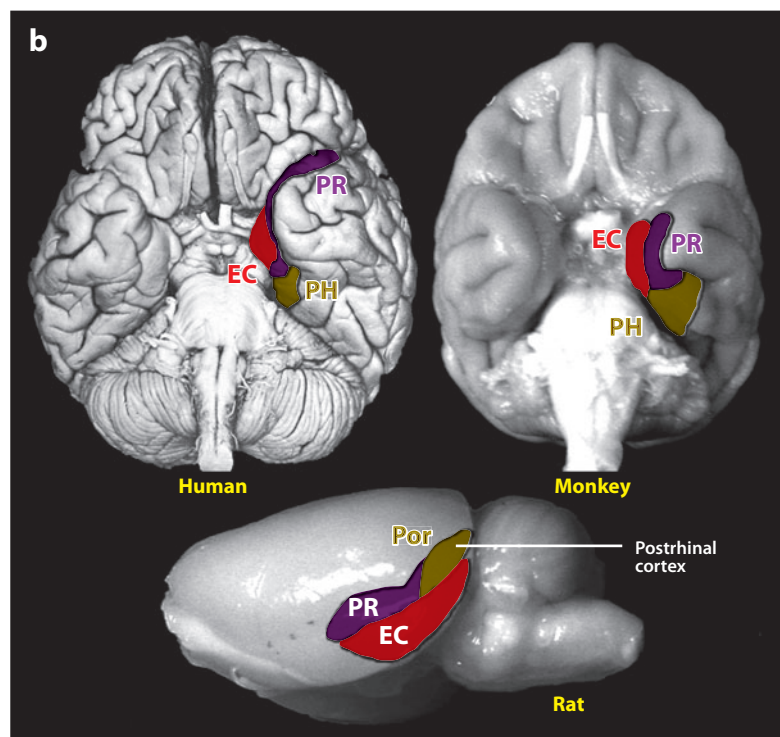 b
PR
EC
PH
Human
EC
PR
PH
Monkey
Por
Postrhinal
cortex
PR
EC
Rat